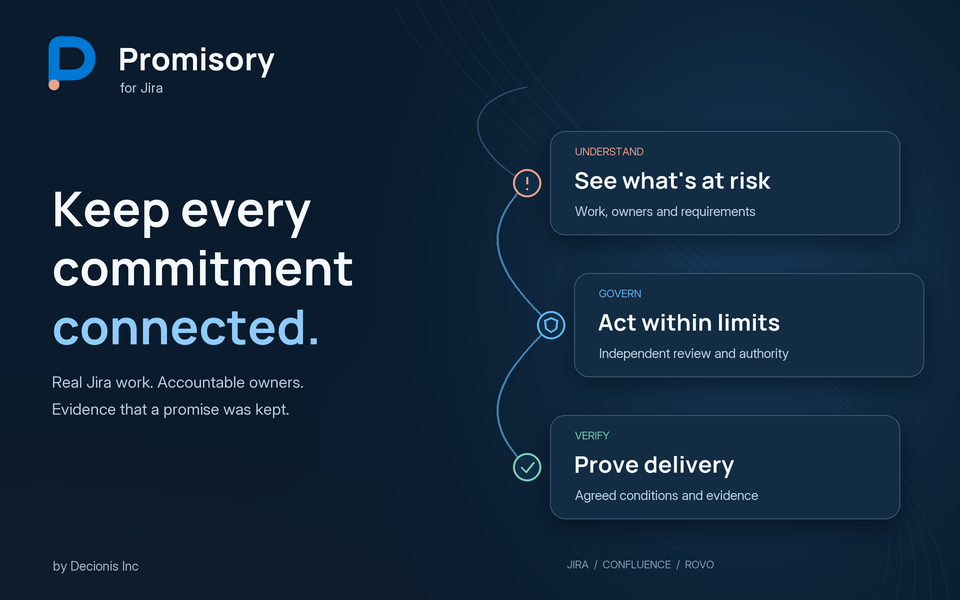 Promisory
for Jira
Keep every
commitment
connected.
Real Jira work. Accountable owners.
Evidence that a promise was kept.
UNDERSTAND
See what's at risk
Work, owners and requirements
GOVERN
Act within limits
Independent review and authority
VERIFY
Prove delivery
Agreed conditions and evidence
by Decionis Inc
JIRA / CONFLUENCE / ROVO